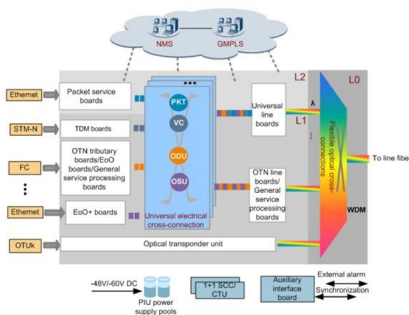 NMS
GMPLS
L2
L0
Ethernet
Packet service
boards
PKT
Universal
line
boards
λ
L1
STM-N
TDM boards
VC
FC
OTN tributary
boards/EoO
boards/General
service processing
boards
ODU
OTN line
boards/
General
service
processing
boards
Flexible optical cross-
connections
To line fibe
OSU
Ethernet
EoO+ boards
Universal electrical
cross-connection
WDM
OTUk
Optical transponder unit
-48V/-60V DC
PIU power
supply pools
1+1 SCC/
CTU
Auxiliary
interface
board
External alarm
Synchronization